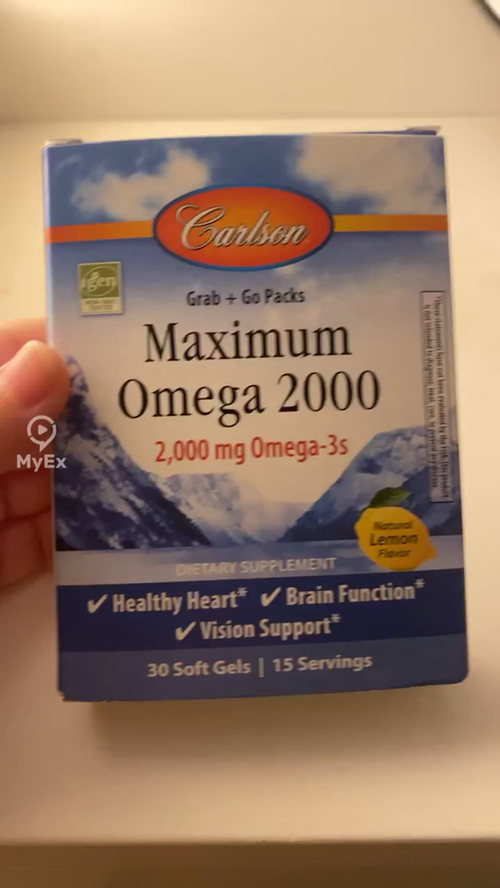 Carlson
igen
Grab + Go Packs
Maximum
Omega 2000
2,000 mg Omega-3s
MyEx
Natural
Lemon
Flavor
DIETARY SUPPLEMENT
✔ Healthy Heart* ✔ Brain Function*
✔ Vision Support*
30 Soft Gels | 15 Servings